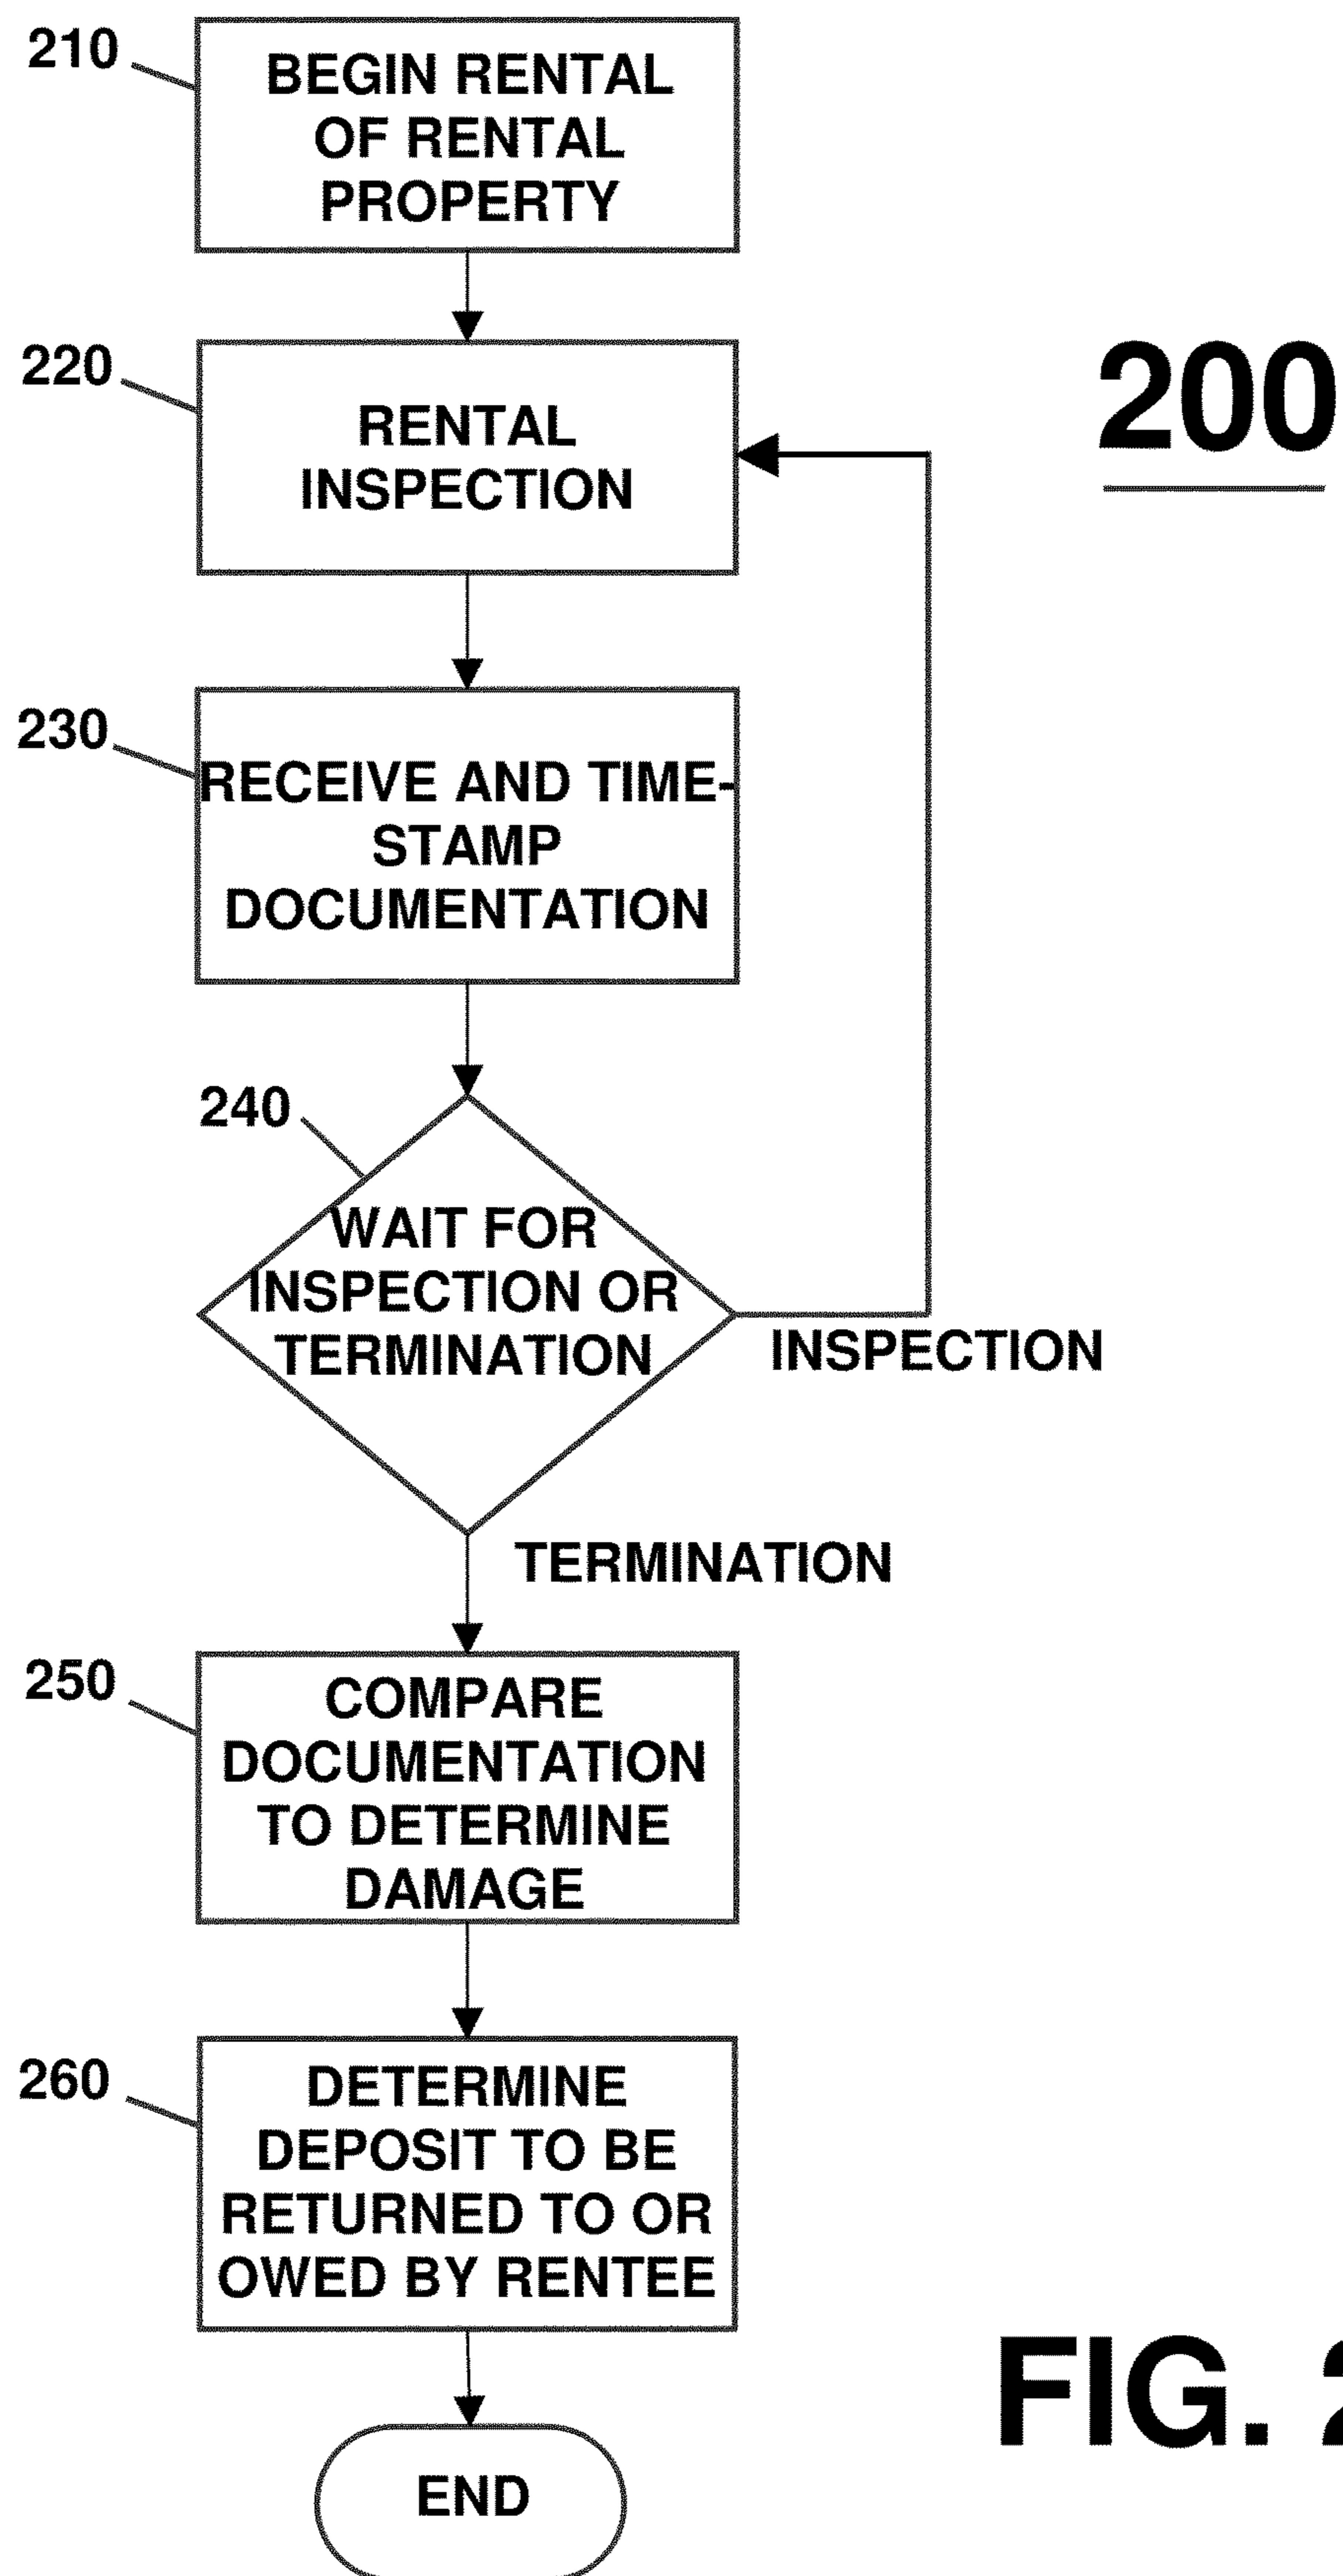 210
BEGIN RENTAL
OF RENTAL
PROPERTY
220
RENTAL
INSPECTION
200
230
RECEIVE AND TIME-
STAMP
DOCUMENTATION
240
WAIT FOR
INSPECTION OR
TERMINATION
INSPECTION
TERMINATION
250
COMPARE
DOCUMENTATION
TO DETERMINE
DAMAGE
260
DETERMINE
DEPOSIT TO BE
RETURNED TO OR
OWED BY RENTEE
FIG. 2
END